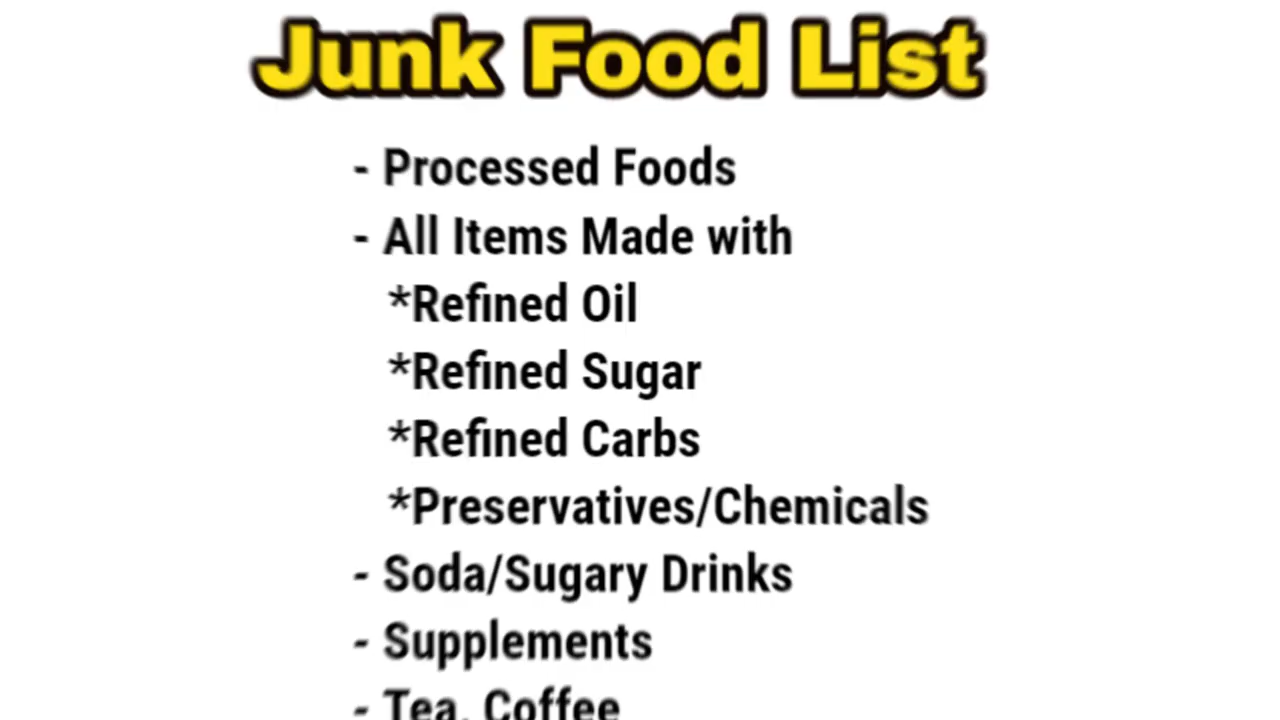 Junk Food List
- Processed Foods
- All Items Made with
*Refined Oil
*Refined Sugar
*Refined Carbs
*Preservatives/Chemicals
- Soda/Sugary Drinks
- Supplements
- Tea, Coffee